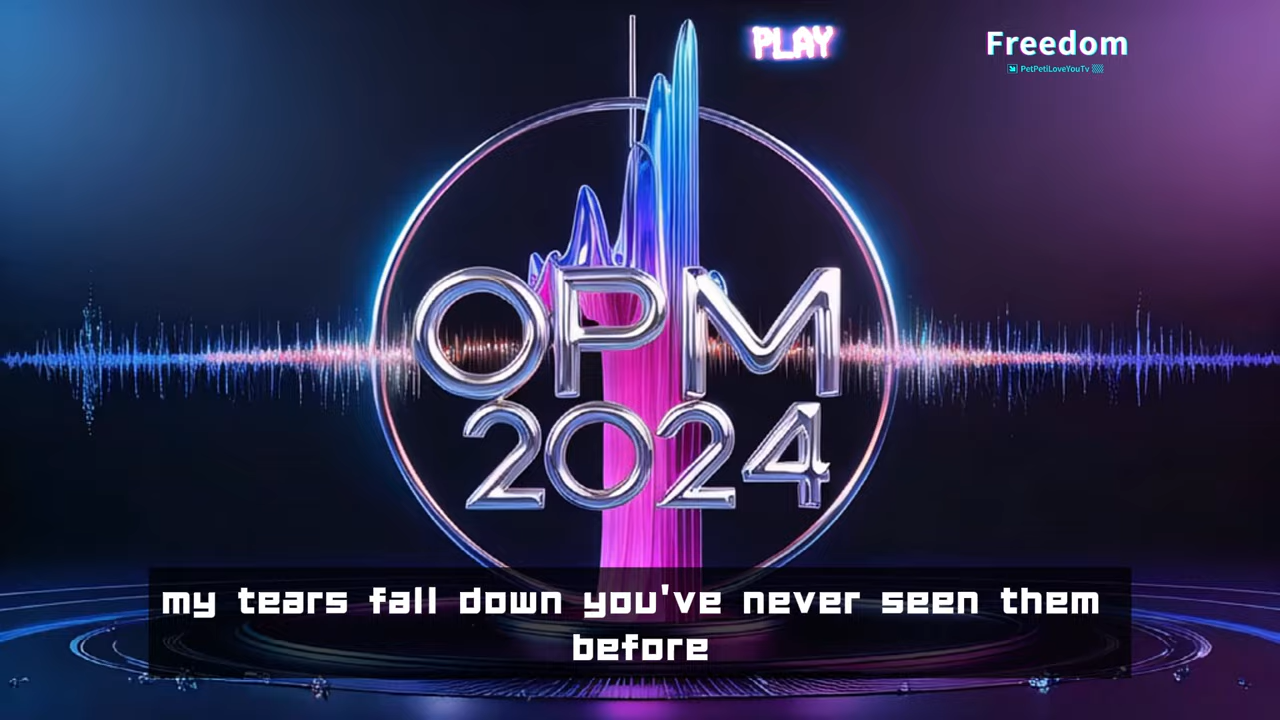 PLAY
Freedom
PetPetiLoveYouTv
OPM
2024
my tears fall down you've never seen them
before